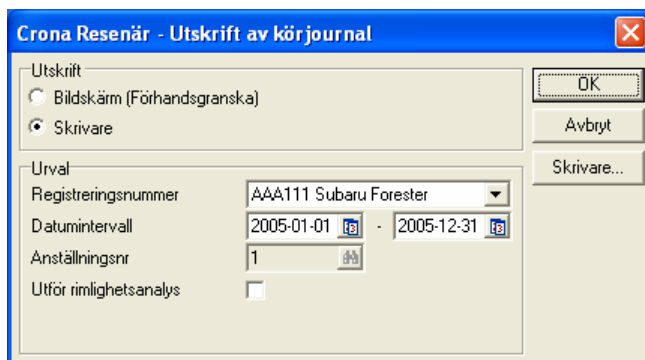 Crona Resenär - Utskrift av körjournal
Utskrift
Bildskärm (Förhandsgranska)
Skrivare
OK
Avbryt
Skrivare...
Urval
Registreringsnummer AAA111 Subaru Forester
Datumintervall 2005-01-01 - 2005-12-31
Anställningsnr 1
Utför rimlighetsanalys